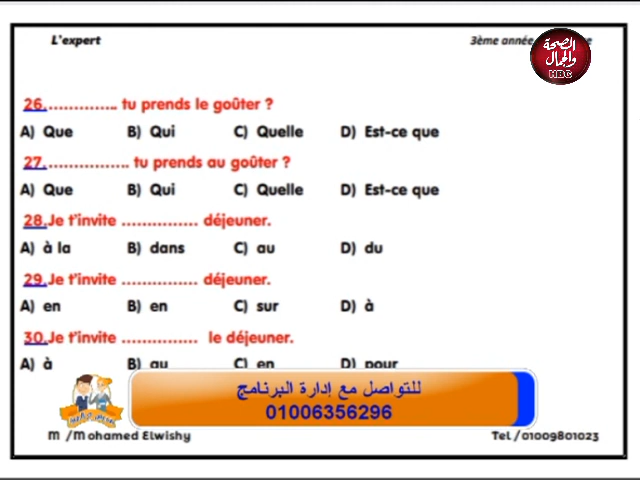 L'expert
3ème année
الصحة
والجمال
HBG
26.………….. tu prends le goûter ?
A) Que B) Qui C) Quelle D) Est-ce que
27.……………. tu prends au goûter ?
A) Que B) Qui C) Quelle D) Est-ce que
28.Je t'invite …………… déjeuner.
A) à la B) dans C) au D) du
29.Je t'invite …………… déjeuner.
A) en B) en C) sur D) à
30.Je t'invite …………… le déjeuner.
A) à B) au C) en D) pour
للتواصل مع إدارة البرنامج
01006356296
M /Mohamed Elwishy
Tel /01009801023